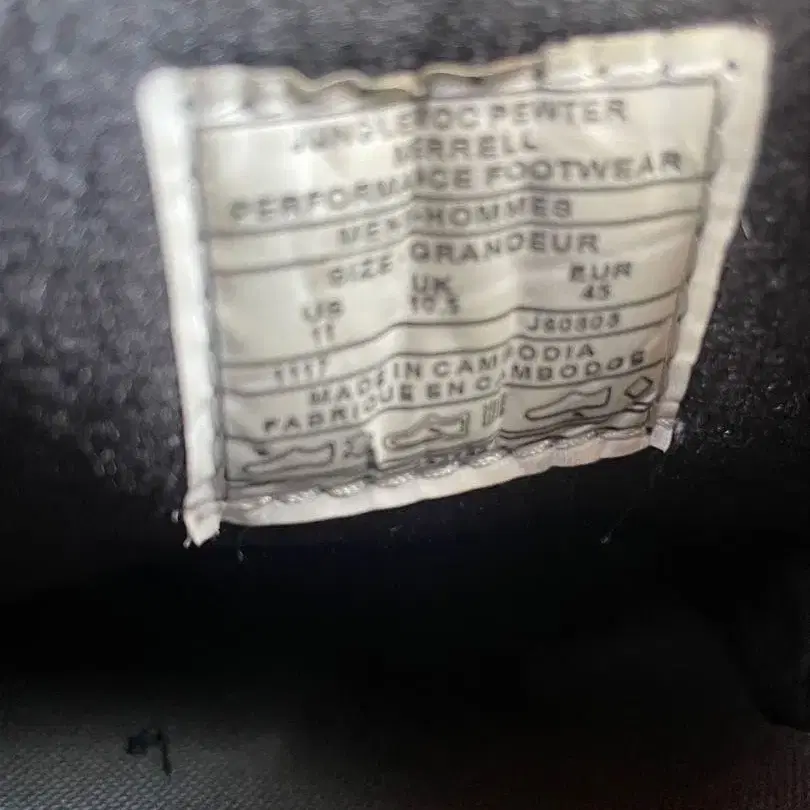 JUNGLE MOC PEWTER
MERRELL
PERFORMANCE FOOTWEAR
MEN-HOMMES
SIZE GRANDEUR
US UK EUR
11 10.5 45
1117 J60803
MADE IN CAMBODIA
FABRIQUE EN CAMBODGE